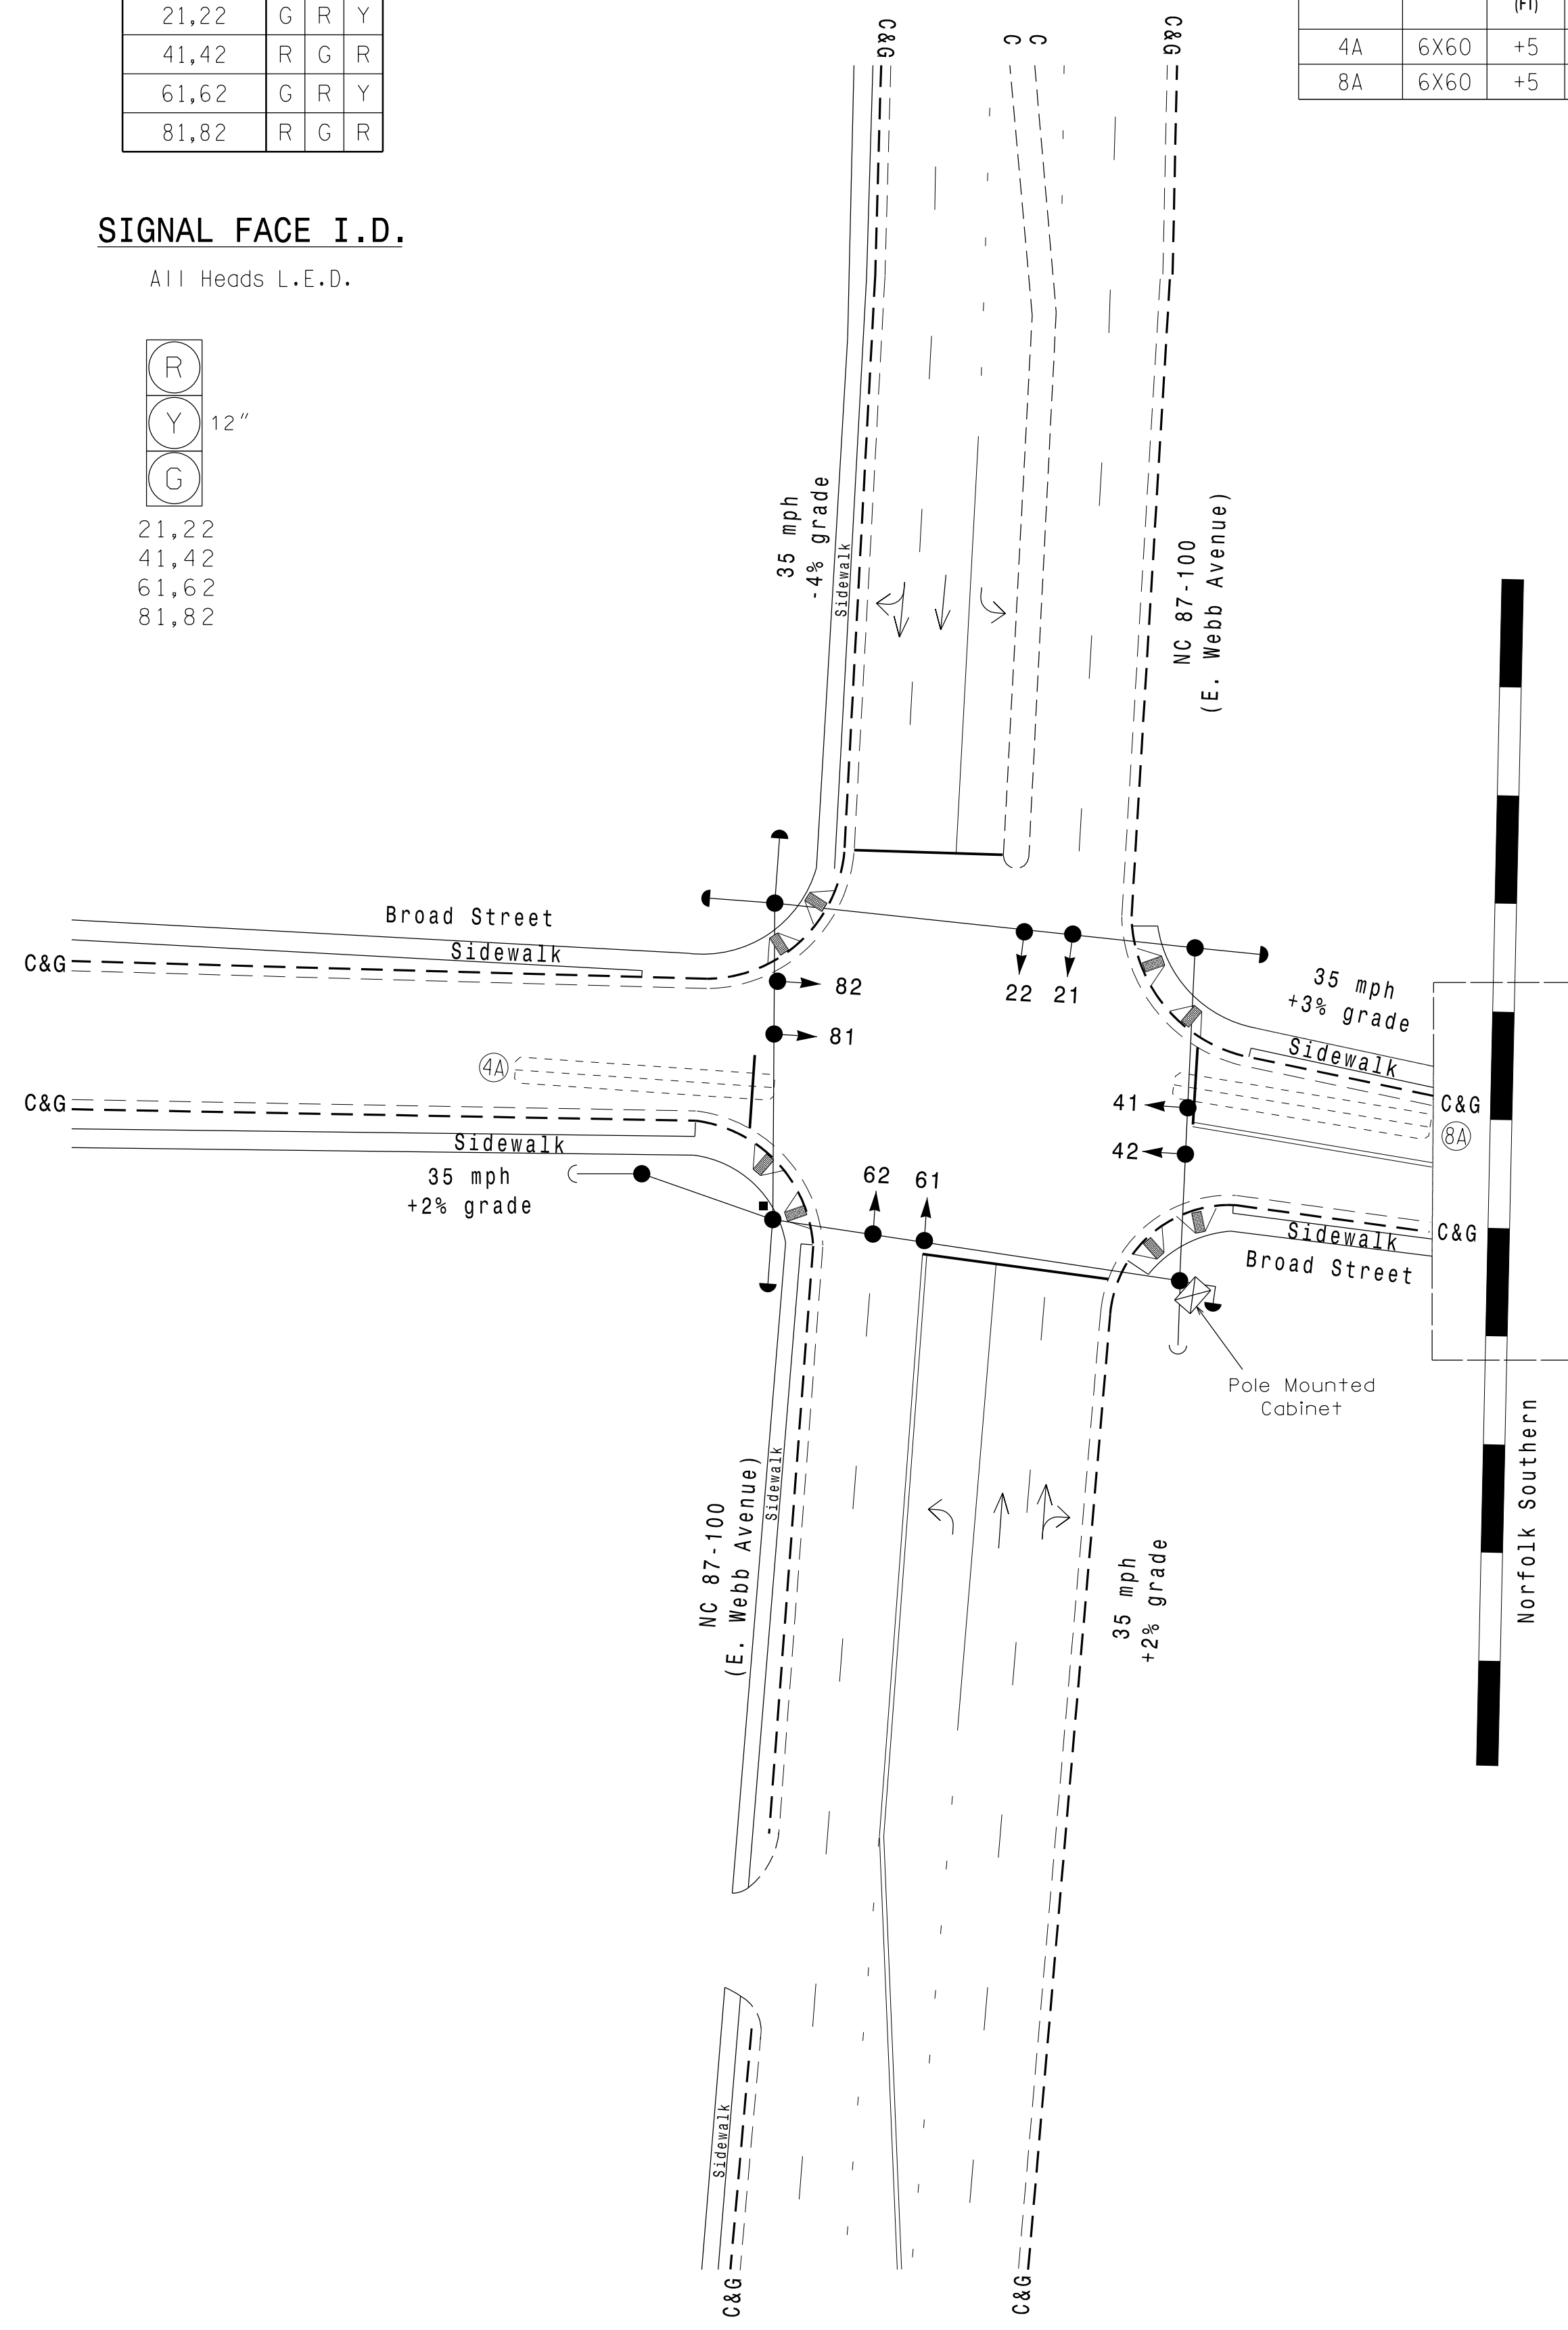 (FT)
21,22 G R Y
41,42 R G R
61,62 G R Y
81,82 R G R
4A 6X60 +5
8A 6X60 +5
C&G
C
C
C&G
SIGNAL FACE I.D.
All Heads L.E.D.
R
Y 12"
G
21,22
41,42
61,62
81,82
35 mph
-4% grade
Sidewalk
NC 87-100
(E. Webb Avenue)
Broad Street
Sidewalk
C&G
82
81
22 21
35 mph
+3% grade
Sidewalk
4A
C&G
41
42
C&G
8A
Sidewalk
35 mph
+2% grade
62 61
C&G
Sidewalk
Broad Street
Pole Mounted
Cabinet
Norfolk Southern
NC 87-100
(E. Webb Avenue)
Sidewalk
35 mph
+2% grade
Sidewalk
C&G
C&G